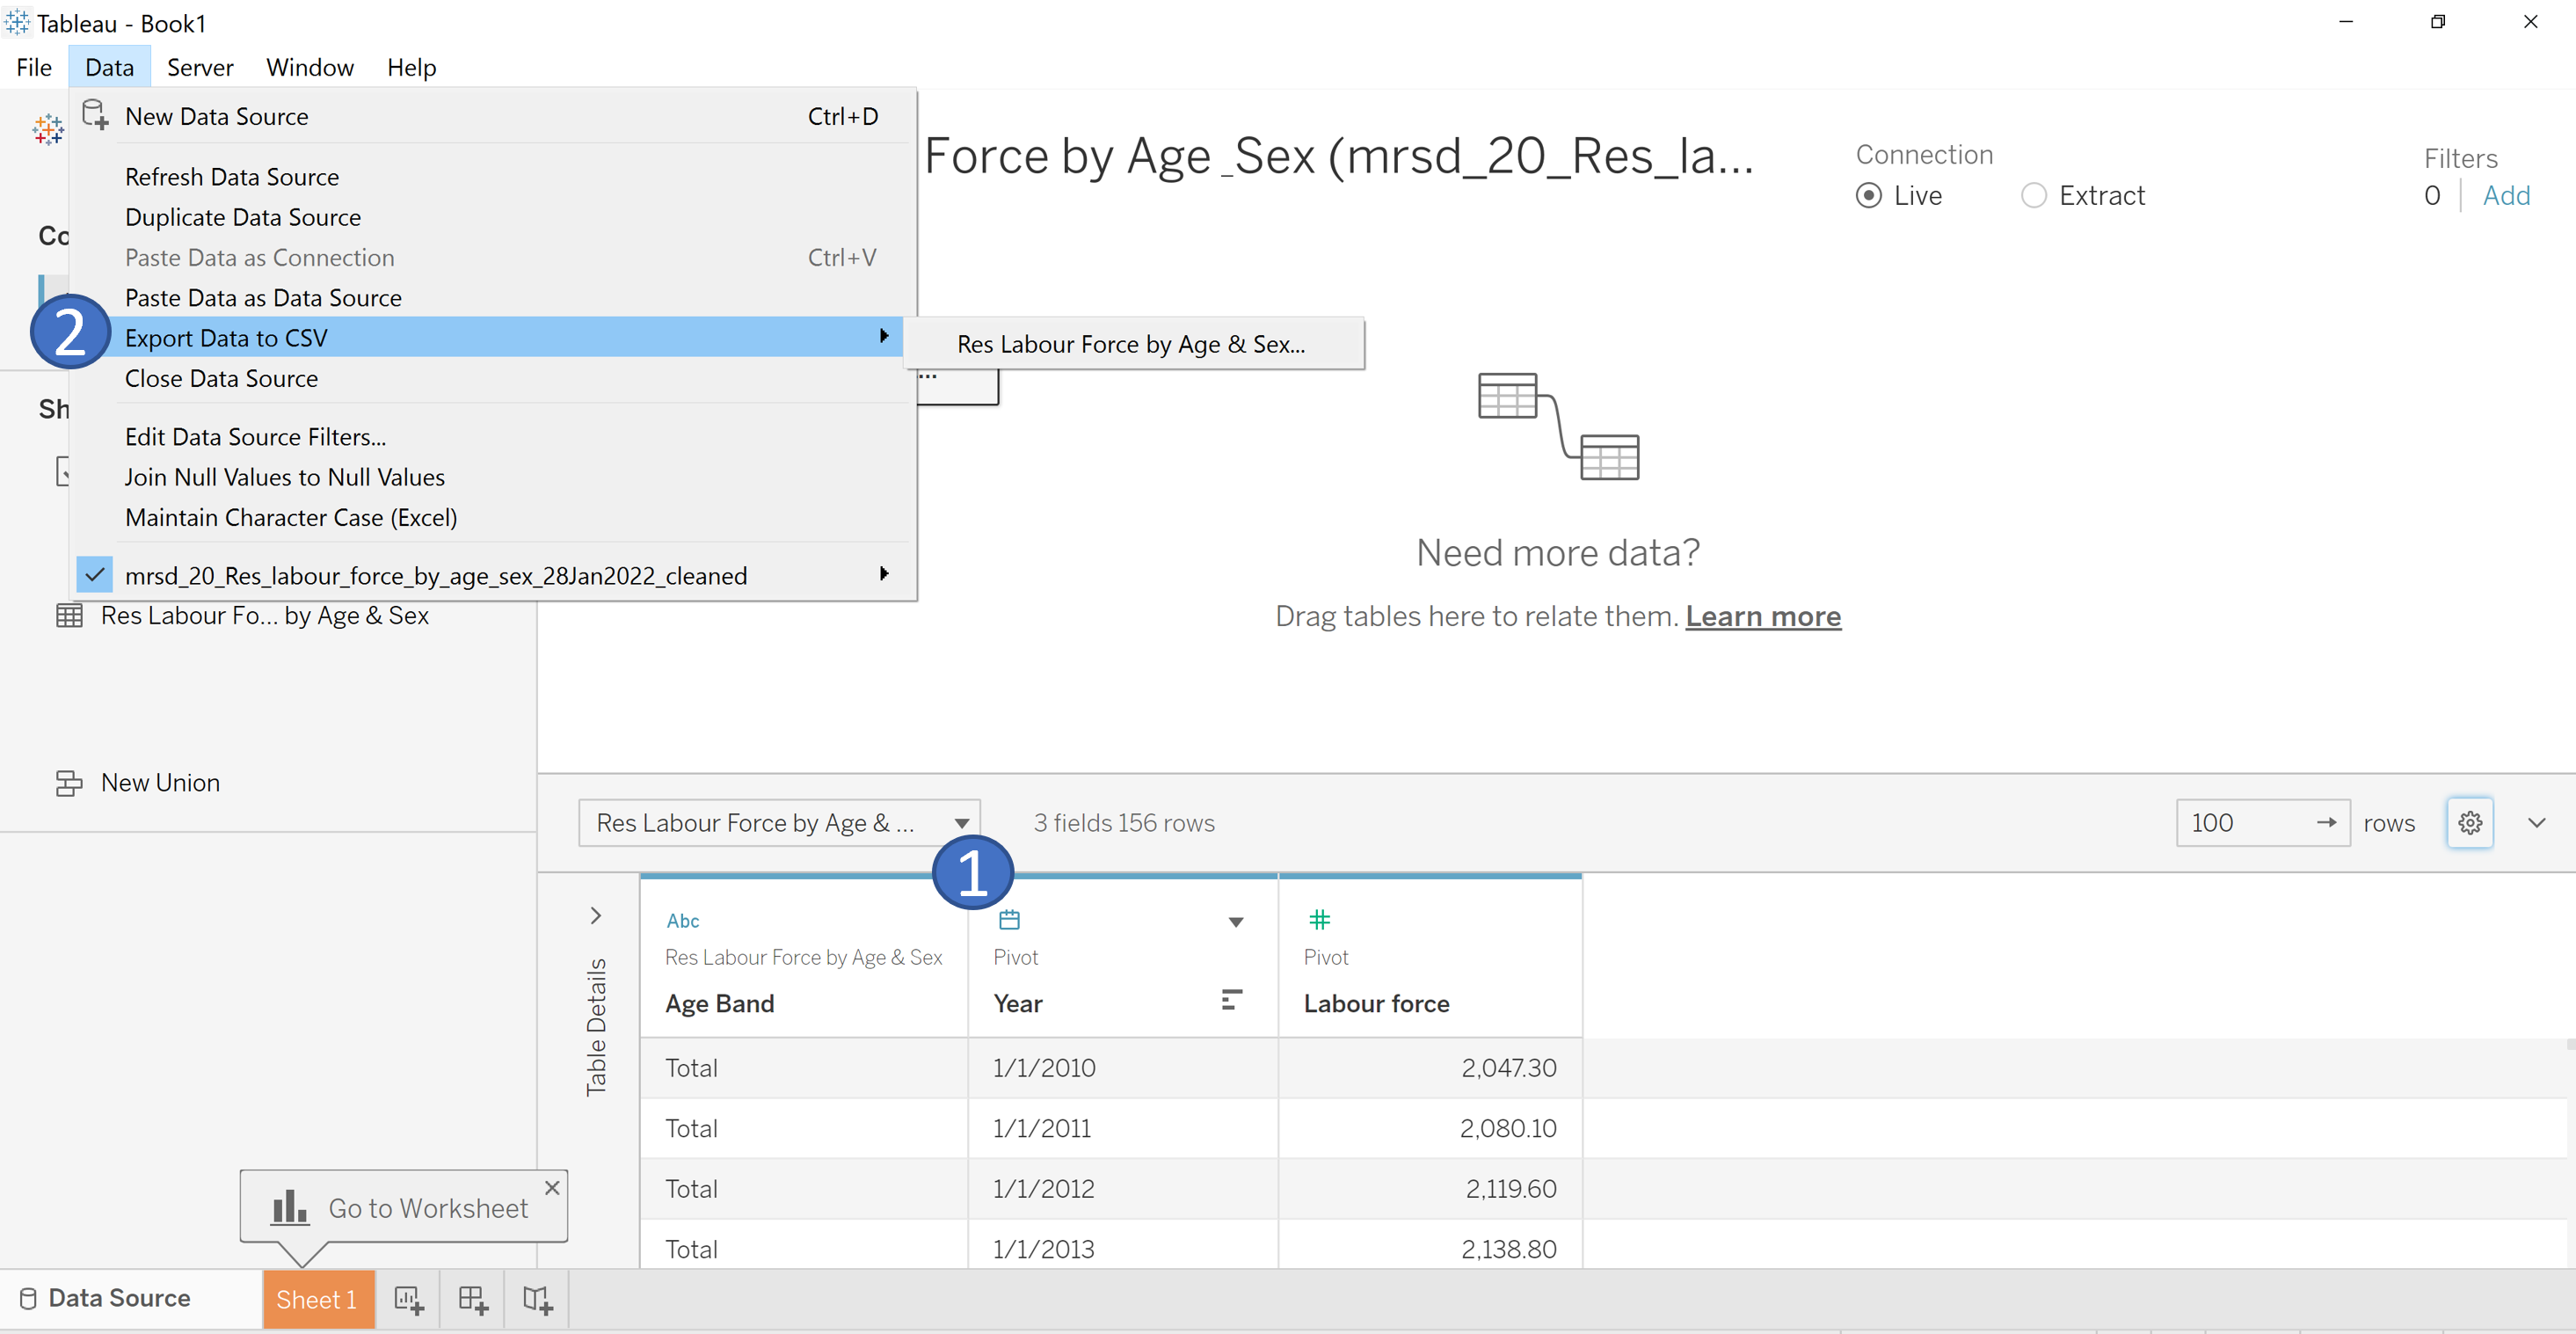 Tableau - Book1
File Data Server Window Help
New Data Source Ctrl+D
Refresh Data Source
Duplicate Data Source
Paste Data as Connection Ctrl+V
Paste Data as Data Source
2 Export Data to CSV
Res Labour Force by Age & Sex...
Close Data Source
Edit Data Source Filters...
Join Null Values to Null Values
Maintain Character Case (Excel)
mrsd_20_Res_labour_force_by_age_sex_28Jan2022_cleaned
Co
Sh
...
Res Labour Fo... by Age & Sex
New Union
Force by Age _Sex (mrsd_20_Res_la...
Connection
Live Extract
Filters
0 Add
Need more data?
Drag tables here to relate them. Learn more
Res Labour Force by Age & ... 3 fields 156 rows 100 → rows
1
Table Details
Abc
Res Labour Force by Age & Sex Pivot # Pivot
Age Band Year Labour force
Total 1/1/2010 2,047.30
Total 1/1/2011 2,080.10
Total 1/1/2012 2,119.60
Total 1/1/2013 2,138.80
Go to Worksheet
Data Source Sheet 1